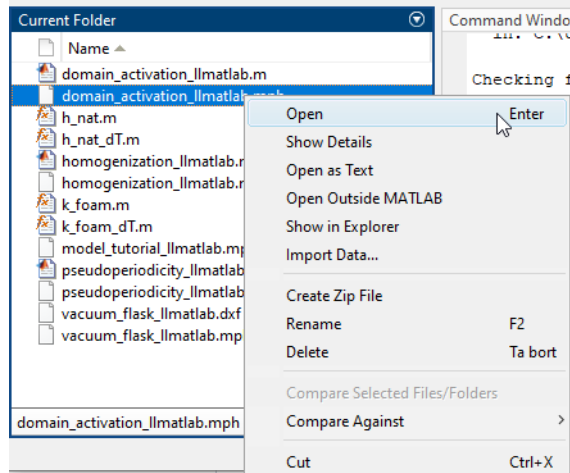 Current Folder
Command Windo
Name
domain_activation_llmatlab.m
domain_activation_llmatlab.mph
h_nat.m
h_nat_dT.m
homogenization_llmatlab.
homogenization_llmatlab.
k_foam.m
k_foam_dT.m
model_tutorial_llmatlab.mp
pseudoperiodicity_llmatlab
pseudoperiodicity_llmatlab
vacuum_flask_llmatlab.dxf
vacuum_flask_llmatlab.mp
domain_activation_llmatlab.mph
Checking f
Open Enter
Show Details
Open as Text
Open Outside MATLAB
Show in Explorer
Import Data...
Create Zip File
Rename F2
Delete Ta bort
Compare Selected Files/Folders
Compare Against
Cut Ctrl+X